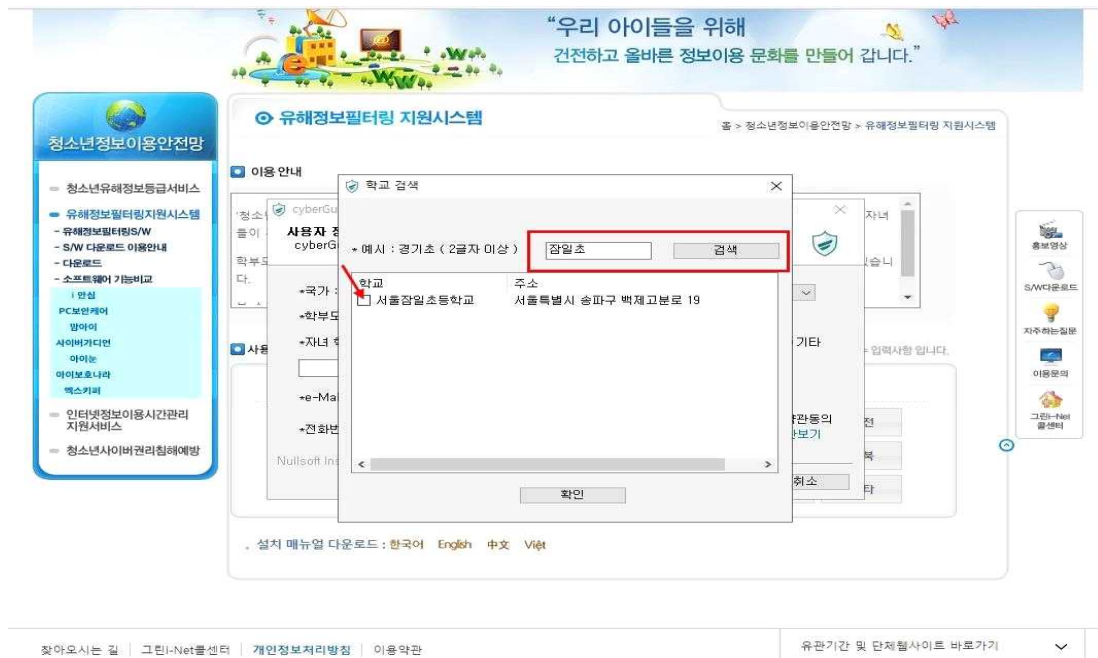 “우리 아이들을 위해
건전하고 올바른 정보이용 문화를 만들어 갑니다.”
유해정보필터링 지원시스템
홈 > 청소년정보이용안전망 > 유해정보필터링 지원시스템
청소년정보이용안전망
청소년유해정보등급서비스
유해정보필터링지원시스템
- 유해정보필터링S/W
- S/W 다운로드 이용안내
- 다운로드
- 소프트웨어 기능비교
i 안심
PC보안케어
맘아이
사이버가디언
아이눈
아이보호나라
엑스키퍼
인터넷정보이용시간관리
지원서비스
청소년사이버권리침해예방
이용 안내
학교 검색
* 예시 : 경기초 ( 2글자 이상 )
잠일초
검색
학교 주소
서울잠일초등학교 서울특별시 송파구 백제고분로 19
확인
cyberGu
사용자 정
cyberG
자녀
들이
학부모
다.
*국가 :
*학부모
*자녀
기타
*e-Mai
*전화번
Nullsoft Ins
약관동의
취소
입력사항 입니다.
홍보영상
S/W다운로드
자주하는질문
이용문의
그린i-Net
콜센터
. 설치 매뉴얼 다운로드 : 한국어 English 中文 Việt
찾아오시는 길 그린i-Net콜센터 개인정보처리방침 이용약관
유관기간 및 단체웹사이트 바로가기